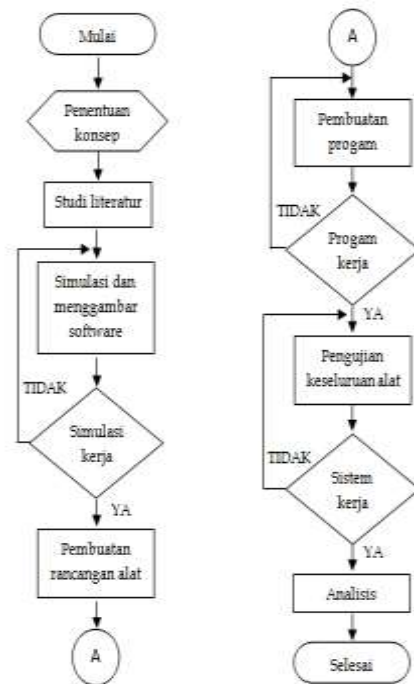 Mulai
Penentuan
konsep
Studi literatur
Simulasi dan
menggambar
software
TIDAK
Simulasi
kerja
YA
Pembuatan
rancangan alat
A
A
Pembuatan
progam
TIDAK
Progam
kerja
YA
Pengujian
keseluruan alat
TIDAK
Sistem
kerja
YA
Analisis
Selesai